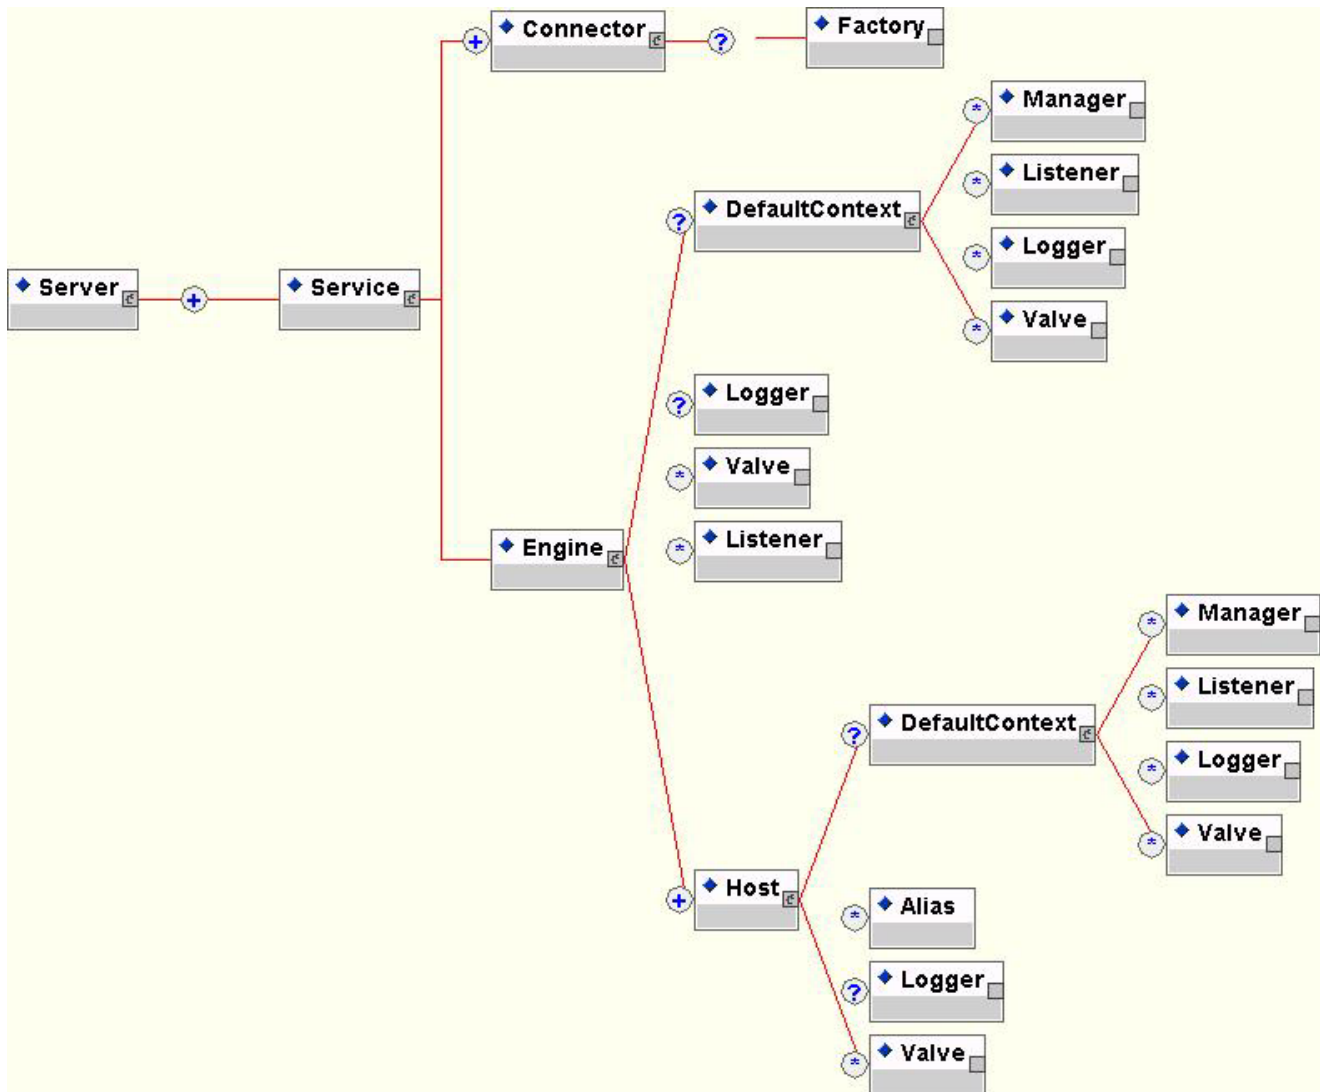 Connector
+
?
Factory
Manager
*
Listener
*
DefaultContext
?
Logger
*
Server
+
Service
Valve
*
Logger
?
Valve
*
Listener
*
Engine
Manager
*
Listener
*
DefaultContext
?
Logger
*
Valve
*
Host
+
Alias
*
Logger
?
Valve
*